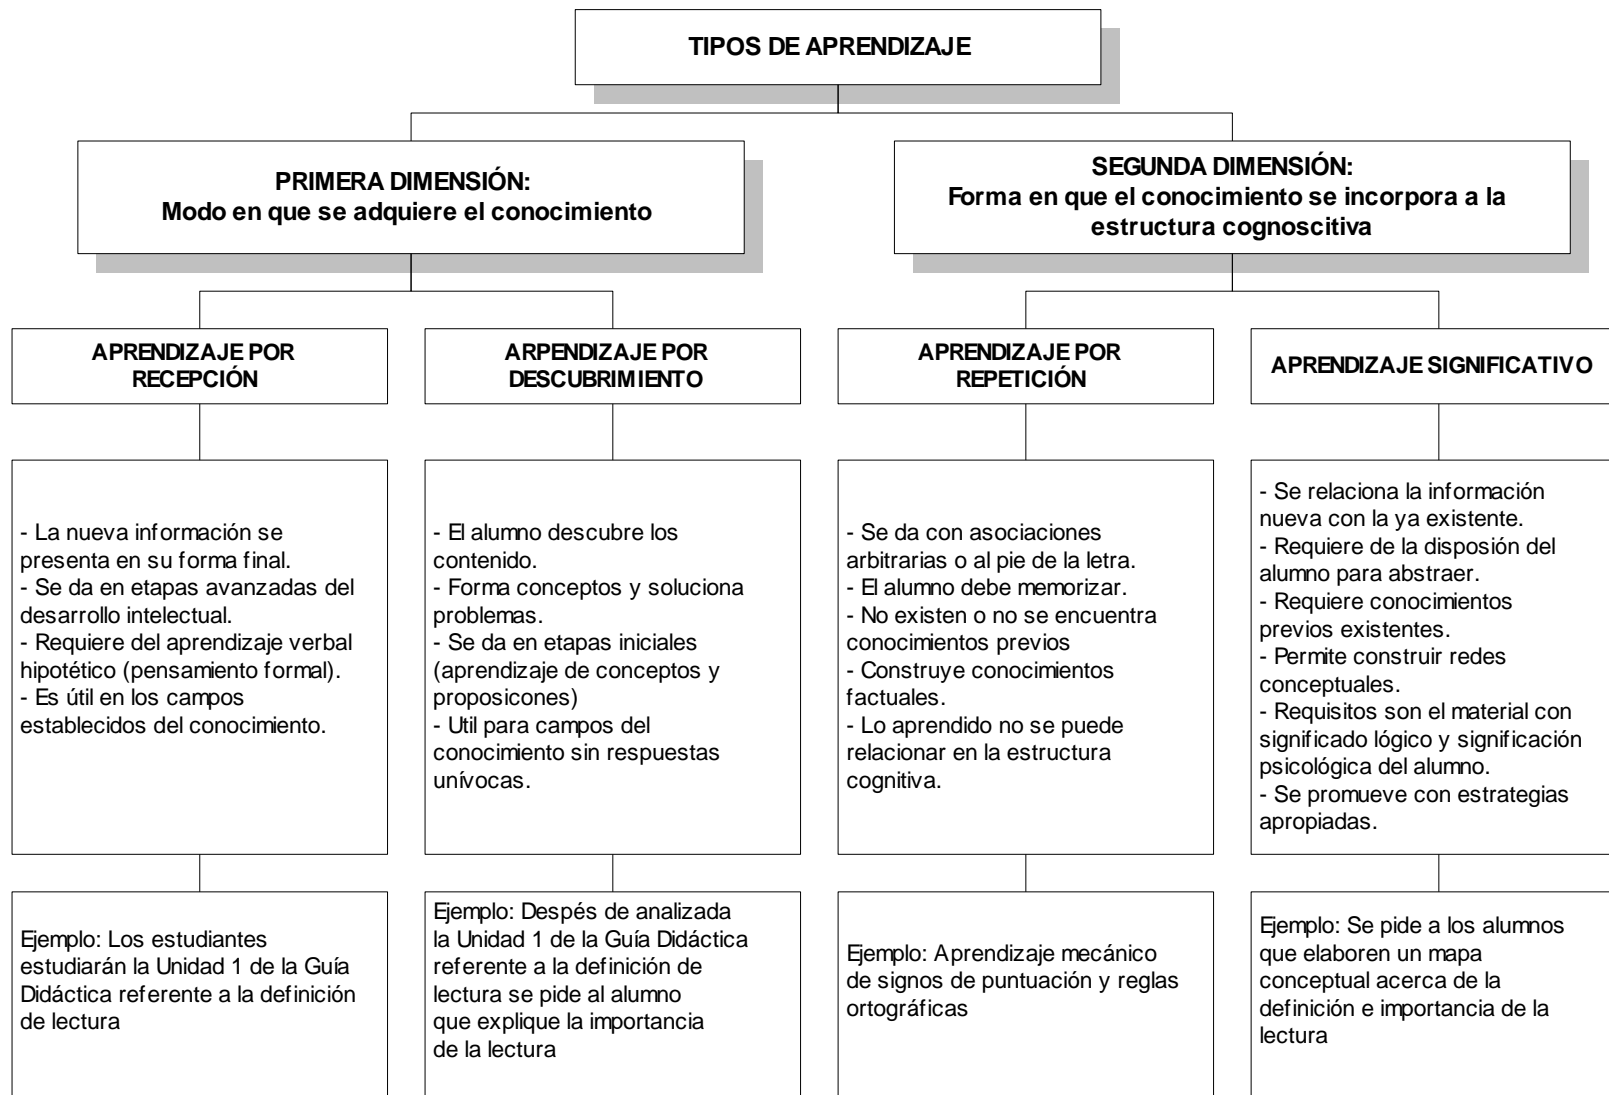 TIPOS DE APRENDIZAJE
PRIMERA DIMENSIÓN:
Modo en que se adquiere el conocimiento
SEGUNDA DIMENSIÓN:
Forma en que el conocimiento se incorpora a la
estructura cognoscitiva
APRENDIZAJE POR
RECEPCIÓN
ARPENDIZAJE POR
DESCUBRIMIENTO
APRENDIZAJE POR
REPETICIÓN
APRENDIZAJE SIGNIFICATIVO
- La nueva información se
presenta en su forma final.
- Se da en etapas avanzadas del
desarrollo intelectual.
- Requiere del aprendizaje verbal
hipotético (pensamiento formal).
- Es útil en los campos
establecidos del conocimiento.
- El alumno descubre los
contenido.
- Forma conceptos y soluciona
problemas.
- Se da en etapas iniciales
(aprendizaje de conceptos y
proposicones)
- Util para campos del
conocimiento sin respuestas
unívocas.
- Se da con asociaciones
arbitrarias o al pie de la letra.
- El alumno debe memorizar.
- No existen o no se encuentra
conocimientos previos
- Construye conocimientos
factuales.
- Lo aprendido no se puede
relacionar en la estructura
cognitiva.
- Se relaciona la información
nueva con la ya existente.
- Requiere de la disposión del
alumno para abstraer.
- Requiere conocimientos
previos existentes.
- Permite construir redes
conceptuales.
- Requisitos son el material con
significado lógico y significación
psicológica del alumno.
- Se promueve con estrategias
apropiadas.
Ejemplo: Los estudiantes
estudiarán la Unidad 1 de la Guía
Didáctica referente a la definición
de lectura
Ejemplo: Despés de analizada
la Unidad 1 de la Guía Didáctica
referente a la definición de
lectura se pide al alumno
que explique la importancia
de la lectura
Ejemplo: Aprendizaje mecánico
de signos de puntuación y reglas
ortográficas
Ejemplo: Se pide a los alumnos
que elaboren un mapa
conceptual acerca de la
definición e importancia de la
lectura